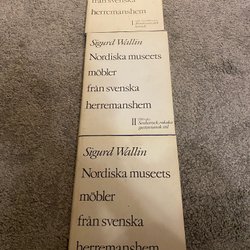 från svenska
herremanshem
I
Sigurd Wallin
Nordiska museets
möbler
från svenska
herremanshem
II
Sigurd Wallin
Nordiska museets
möbler
från svenska
herremanshem